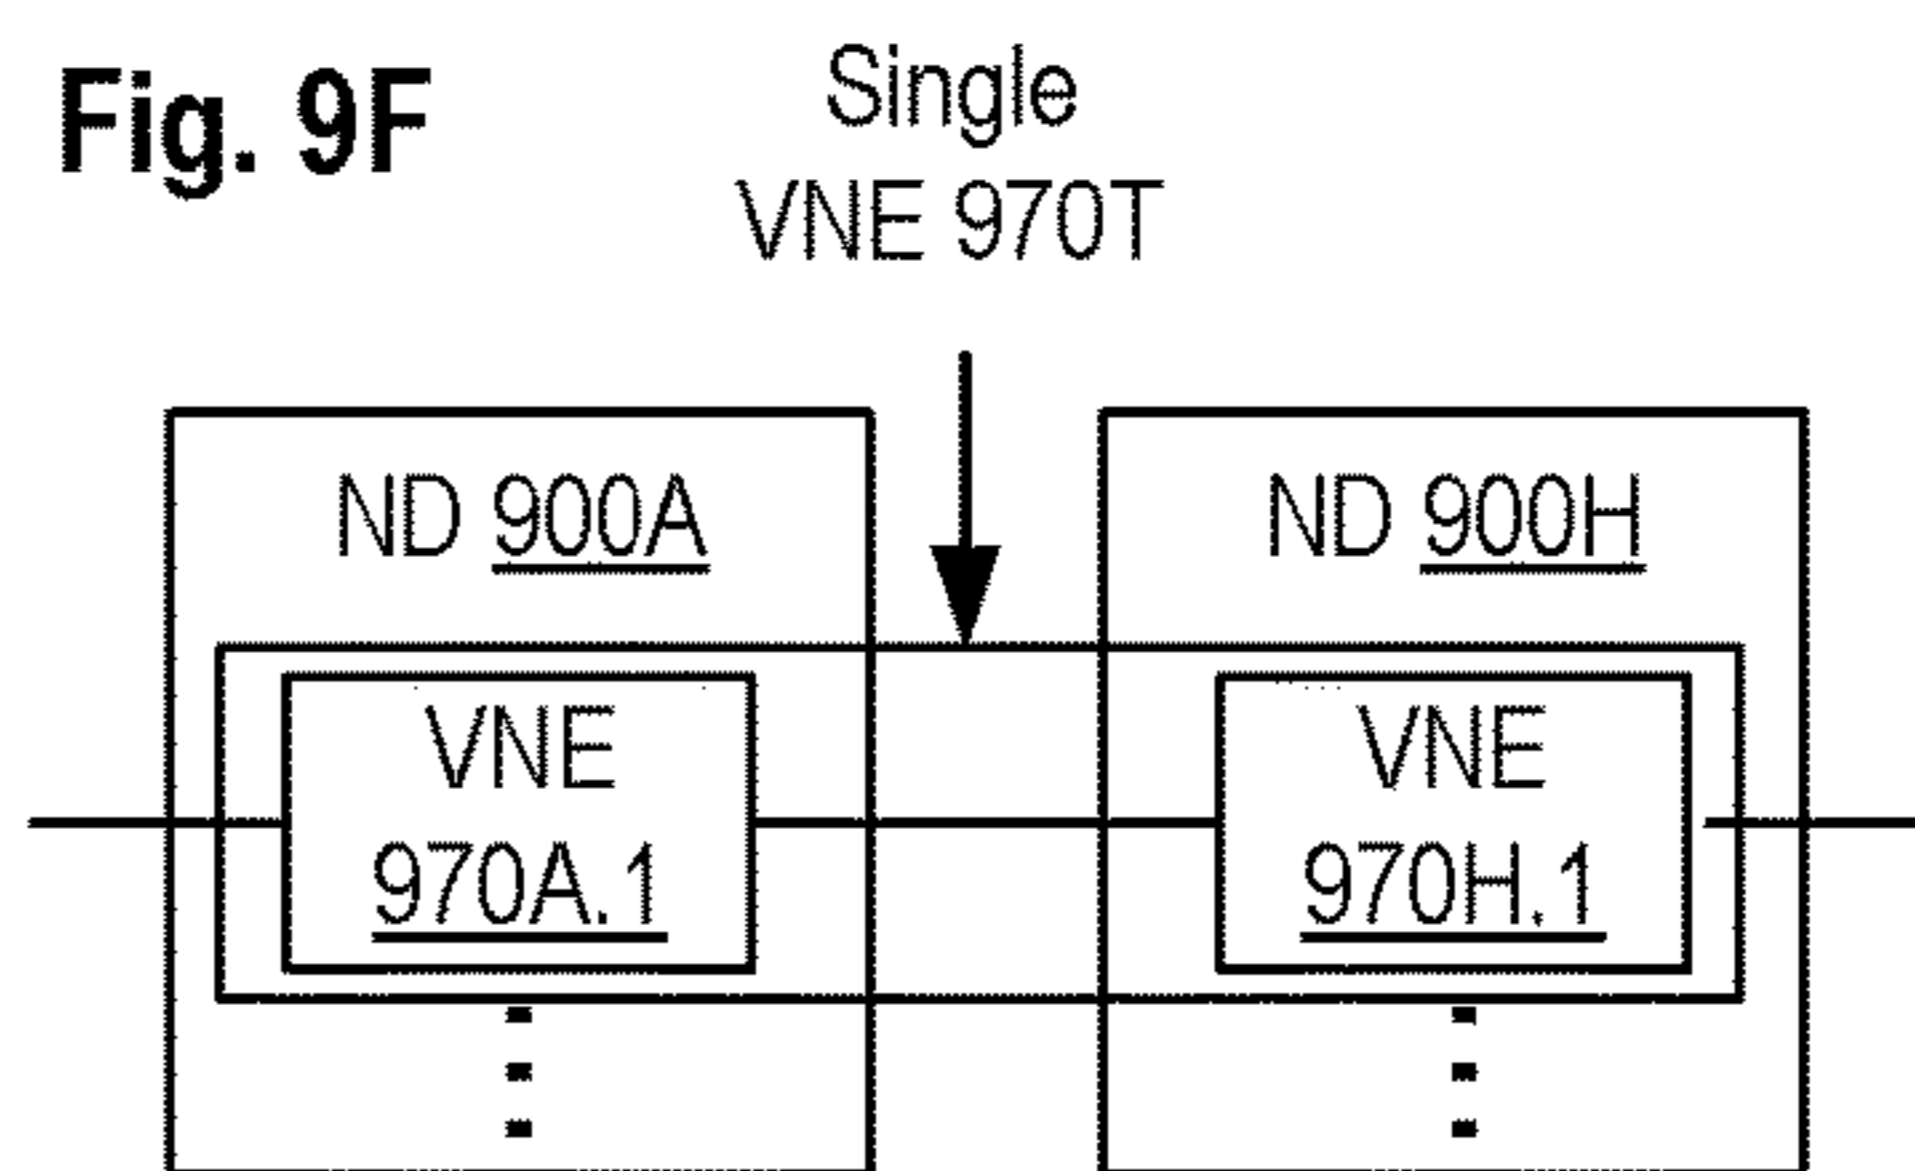 Fig. 9F
Single
VNE 970T
ND 900A
ND 900H
VNE
970A.1
VNE
970H.1